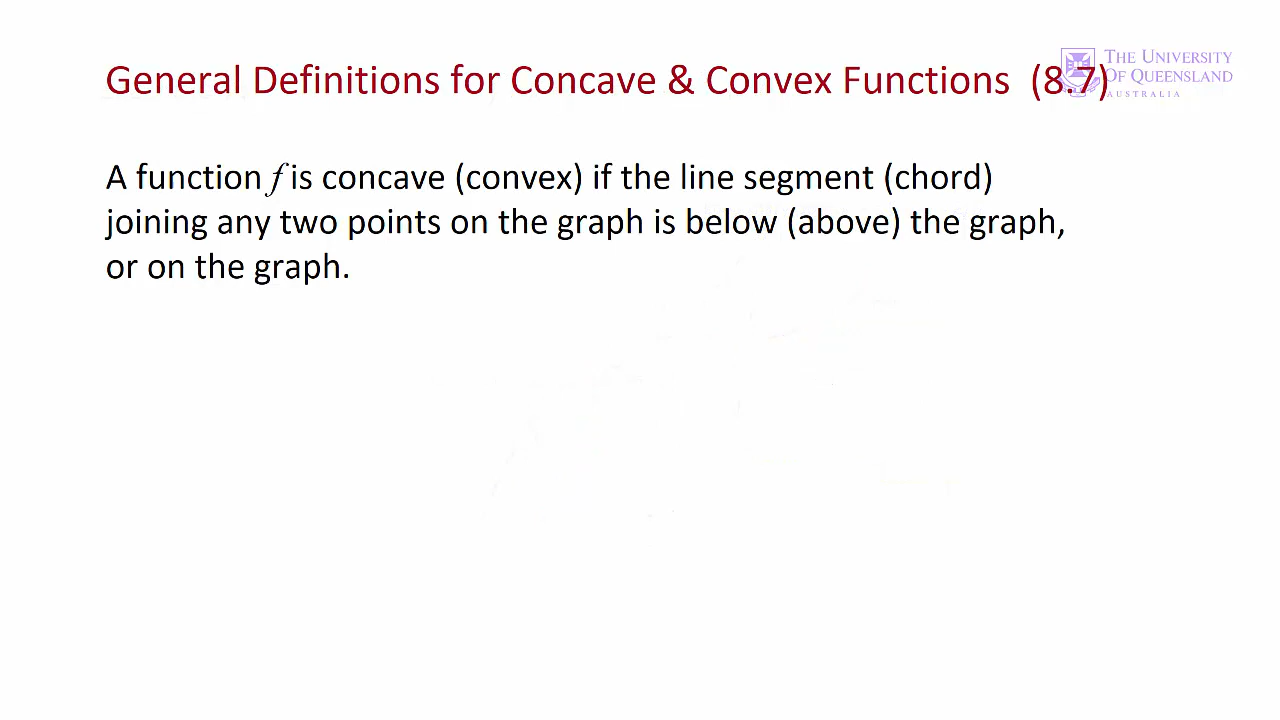 General Definitions for Concave & Convex Functions (8.7)
THE UNIVERSITY
OF QUEENSLAND
AUSTRALIA
A function f is concave (convex) if the line segment (chord)
joining any two points on the graph is below (above) the graph,
or on the graph.